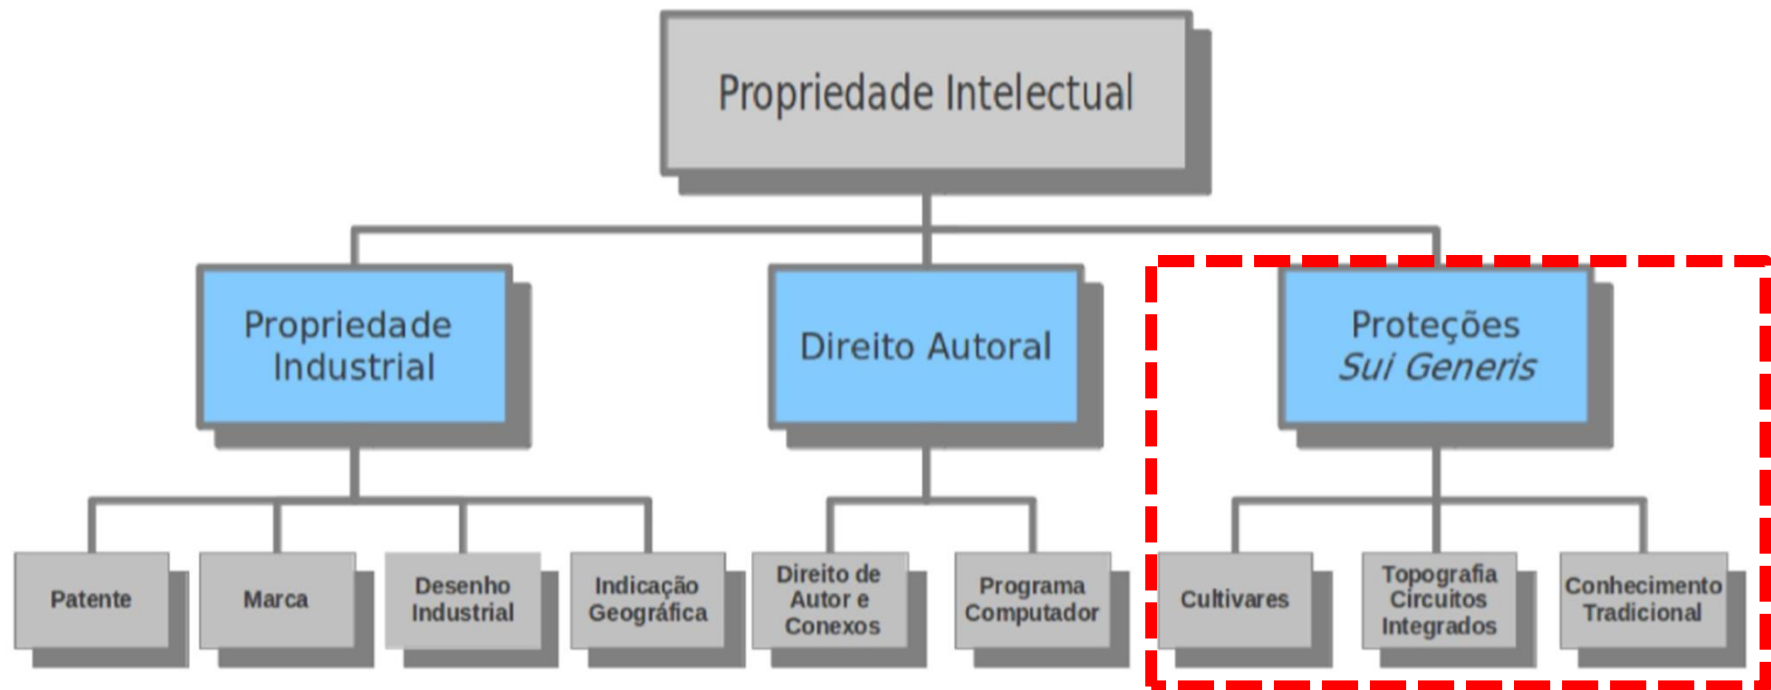 Propriedade Intelectual
Propriedade
Industrial
Direito Autoral
Proteções
Sui Generis
Patente
Marca
Desenho
Industrial
Indicação
Geográfica
Direito de
Autor e
Conexos
Programa
Computador
Cultivares
Topografia
Circuitos
Integrados
Conhecimento
Tradicional